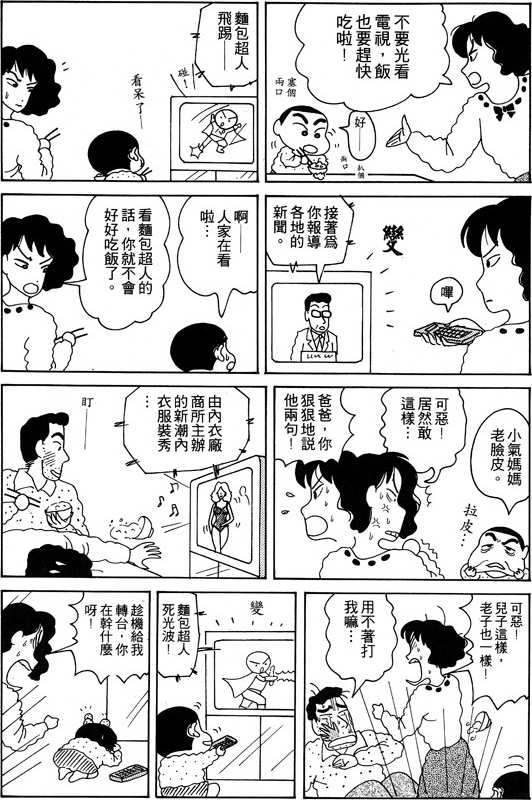 不要光看
電視，飯
也要趕快
吃啦！
好—
塞個
兩口
扒個
兩口
麵包超人
飛踢—
碰！
看呆了—
變
嗶
接著為
你報導
各地的
新聞。
啊——
人家在看
啦…
看麵包超人的
話，你就不會
好好吃飯了。
小氣媽媽
老臉皮。
拉皮…
可惡！
居然敢
這樣…
爸爸，你
狠狠地說
他兩句！
由內衣廠
商所主辦
的新潮內
衣服裝秀
…
盯——
可惡！
兒子這樣，
老子也一樣！
用不著打
我嘛…
變
麵包超人
死光波！
趁機給我
轉台，你
在幹什麼
呀！